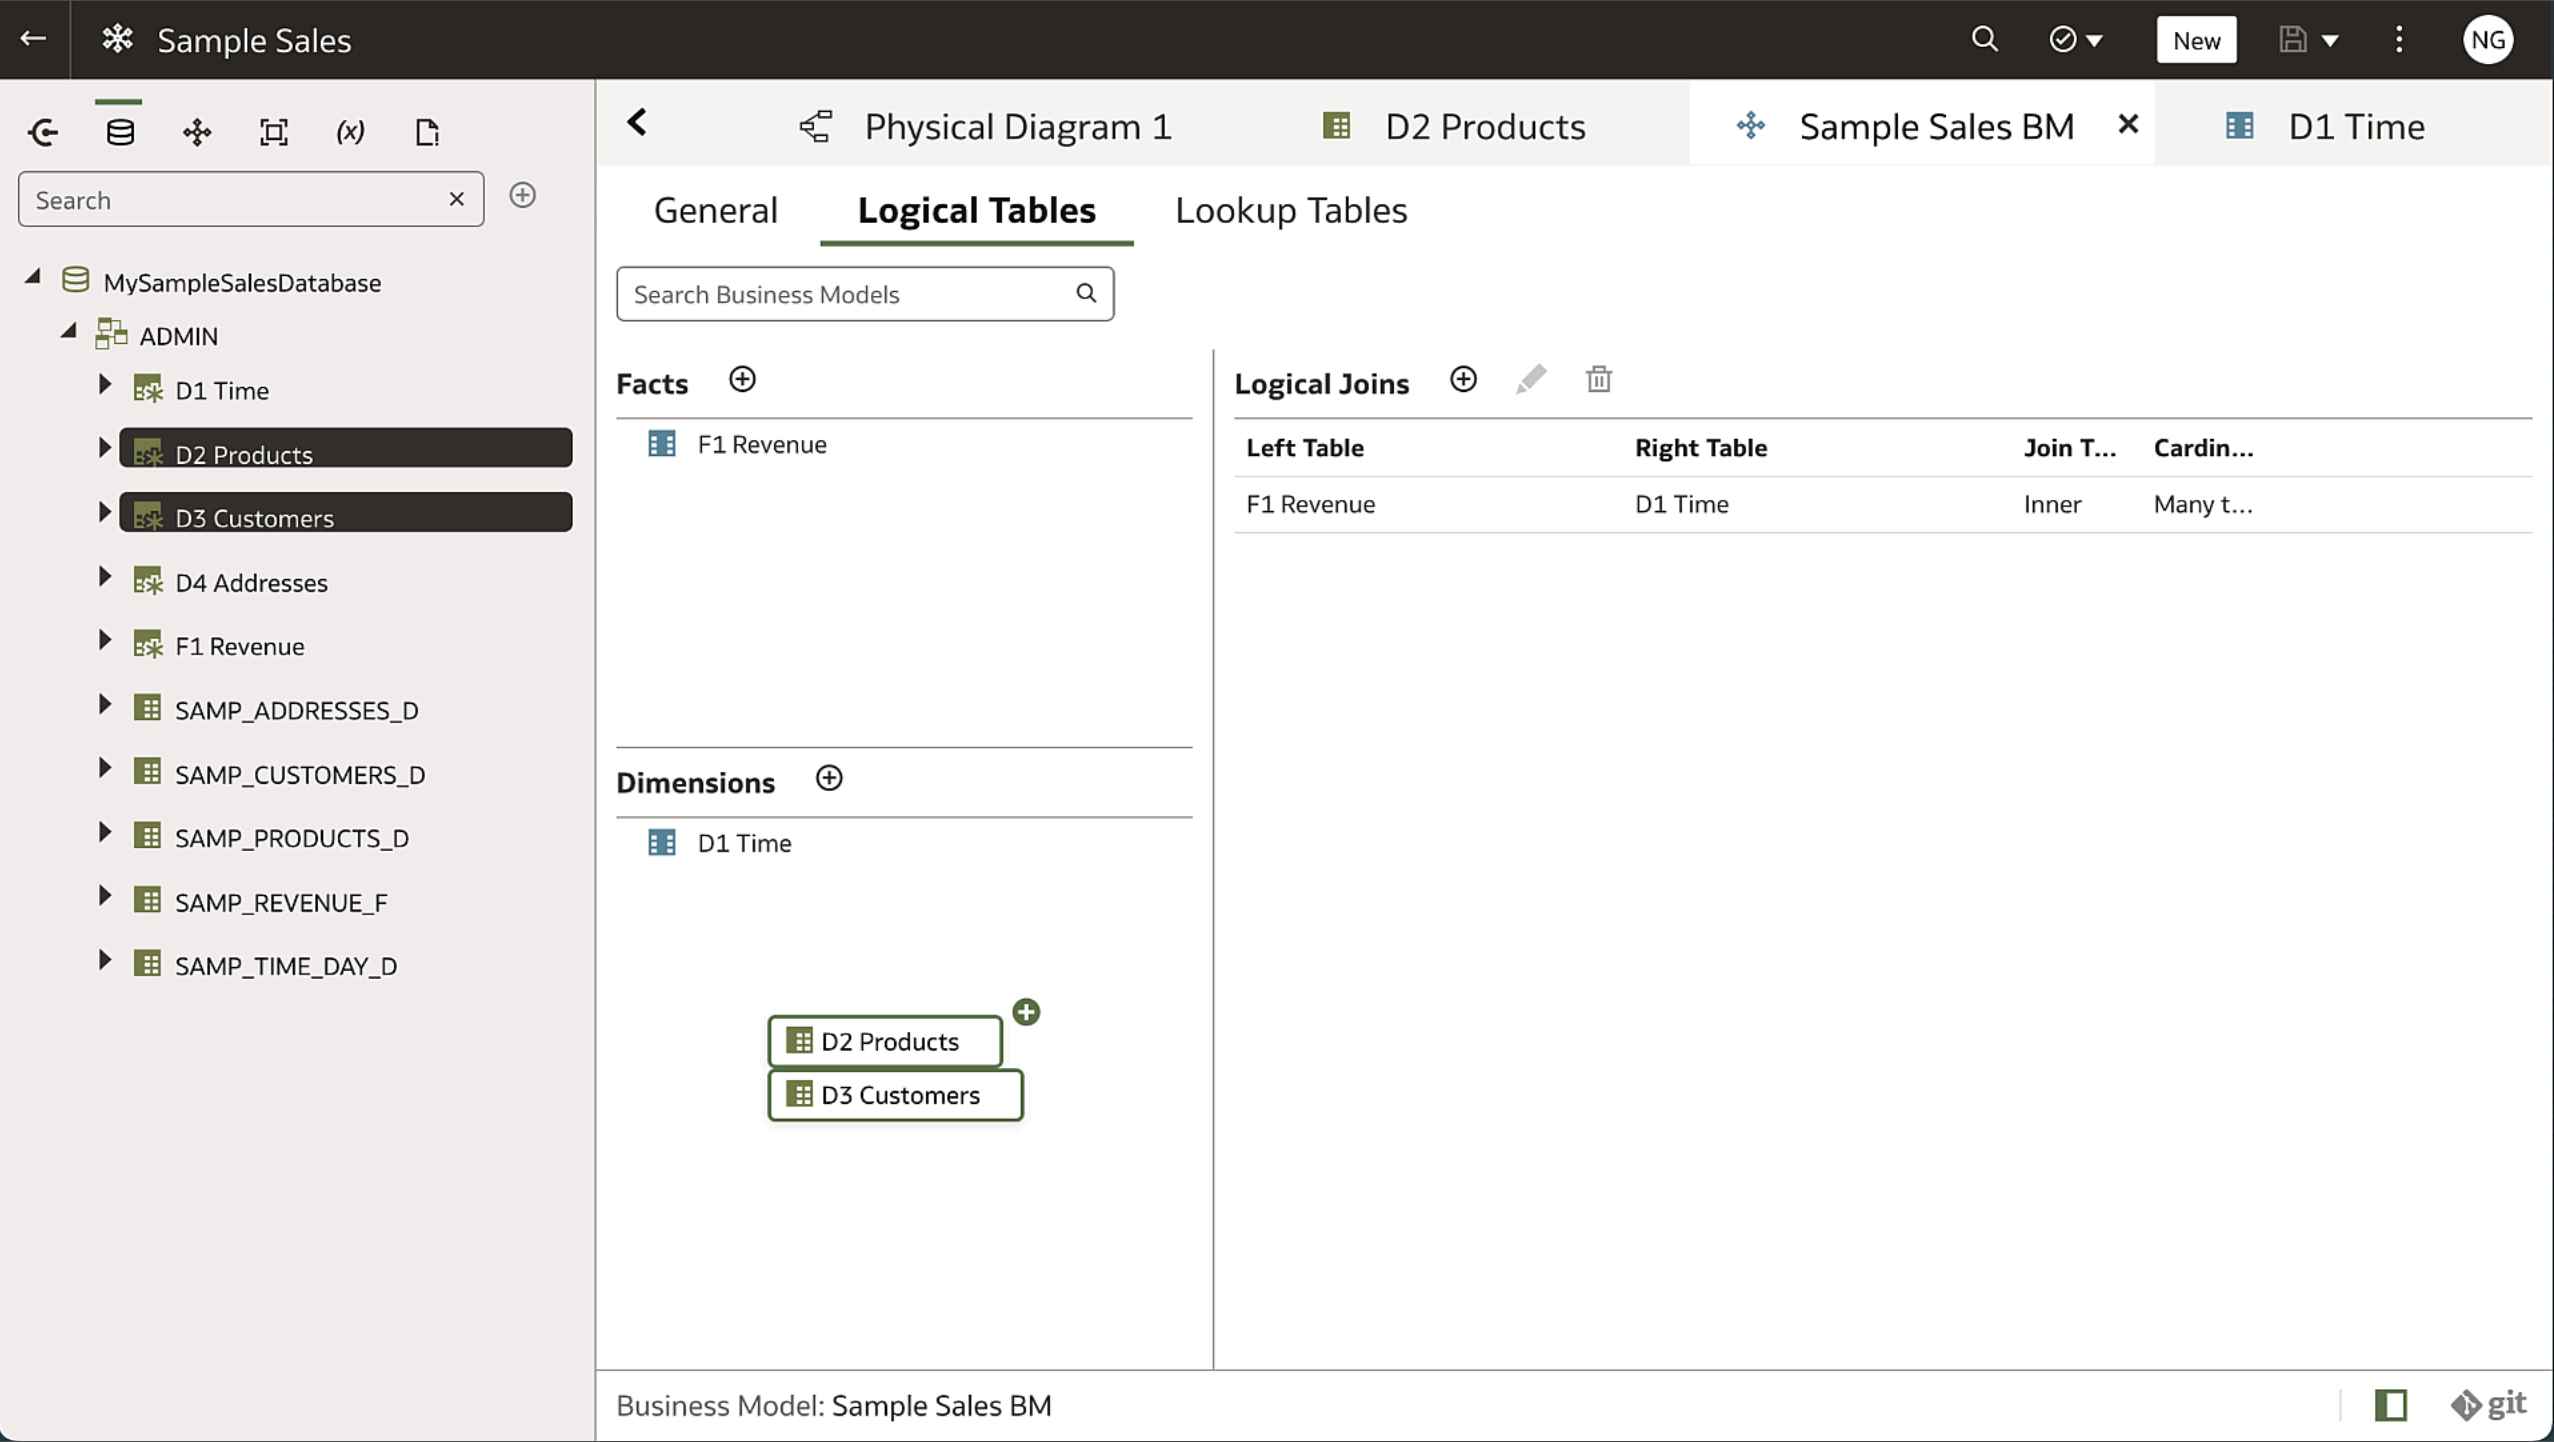 Sample Sales
New
NG
Search
MySampleSalesDatabase
ADMIN
D1 Time
D2 Products
D3 Customers
D4 Addresses
F1 Revenue
SAMP_ADDRESSES_D
SAMP_CUSTOMERS_D
SAMP_PRODUCTS_D
SAMP_REVENUE_F
SAMP_TIME_DAY_D
Physical Diagram 1
D2 Products
Sample Sales BM
D1 Time
General
Logical Tables
Lookup Tables
Search Business Models
Facts
F1 Revenue
Dimensions
D1 Time
D2 Products
D3 Customers
Logical Joins
Left Table Right Table Join T... Cardin...
F1 Revenue D1 Time Inner Many t...
Business Model: Sample Sales BM
git
(x)